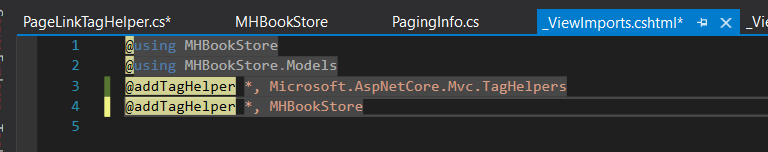 PageLinkTagHelper.cs* MHBookStore PagingInfo.cs _ViewImports.cshtml*
1 @using MHBookStore
2 @using MHBookStore.Models
3 @addTagHelper *, Microsoft.AspNetCore.Mvc.TagHelpers
4 @addTagHelper *, MHBookStore
5